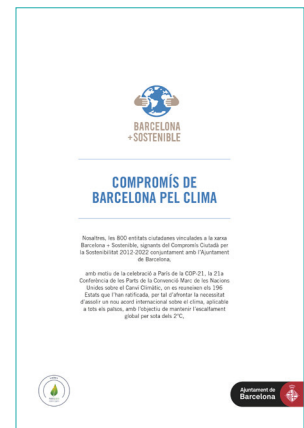 BARCELONA
+SOSTENIBLE
COMPROMÍS DE
BARCELONA PEL CLIMA
Nosaltres, les 800 entitats ciutadanes vinculades a la xarxa
Barcelona + Sostenible, signants del Compromís Ciutadà per
la Sostenibilitat 2012-2022 conjuntament amb l'Ajuntament
de Barcelona,
amb motiu de la celebració a París de la COP-21, la 21a
Conferència de les Parts de la Convenció Marc de les Nacions
Unides sobre el Canvi Climàtic, on es reuneixen els 196
Estats que l'han ratificada, per tal d'afrontar la necessitat
d'assolir un nou acord internacional sobre el clima, aplicable
a tots els països, amb l'objectiu de mantenir l'escalfament
global per sota dels 2°C,
Ajuntament de
Barcelona